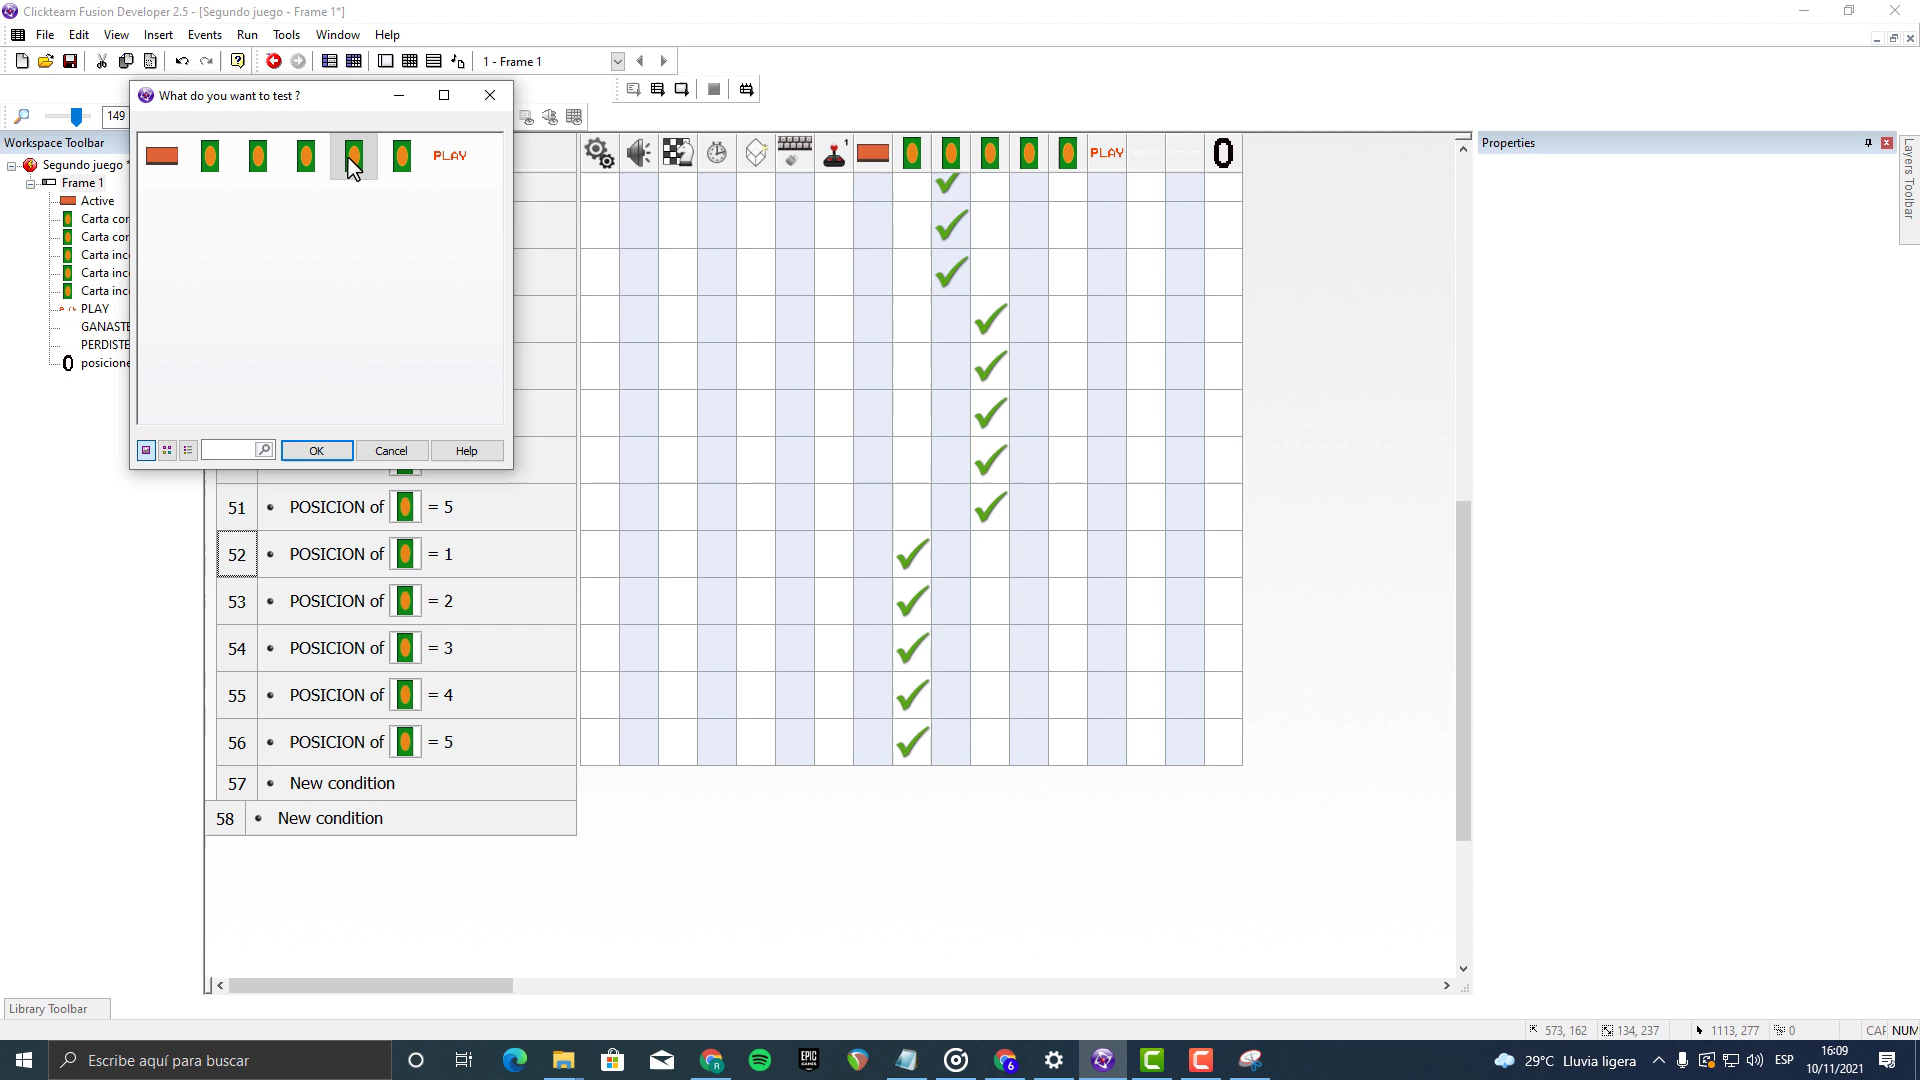 Clickteam Fusion Developer 2.5 - [Segundo juego - Frame 1*]
File Edit View Insert Events Run Tools Window Help
1 - Frame 1
What do you want to test ?
149
Workspace Toolbar
Properties
Layers Toolbar
PLAY
PLAY
Segundo juego *
Frame 1
Active
Carta cor
Carta cor
Carta inc
Carta inc
Carta inc
PLAY
GANASTE
PERDISTE
posicione
0
0
OK Cancel Help
51 • POSICION of = 5
52 • POSICION of = 1
53 • POSICION of = 2
54 • POSICION of = 3
55 • POSICION of = 4
56 • POSICION of = 5
57 • New condition
58 • New condition
Library Toolbar
573, 162 134, 237 1113, 277 0 CAF NUM
Escribe aquí para buscar
EPIC GAMES
R
6
29°C Lluvia ligera
ESP
16:09
10/11/2021